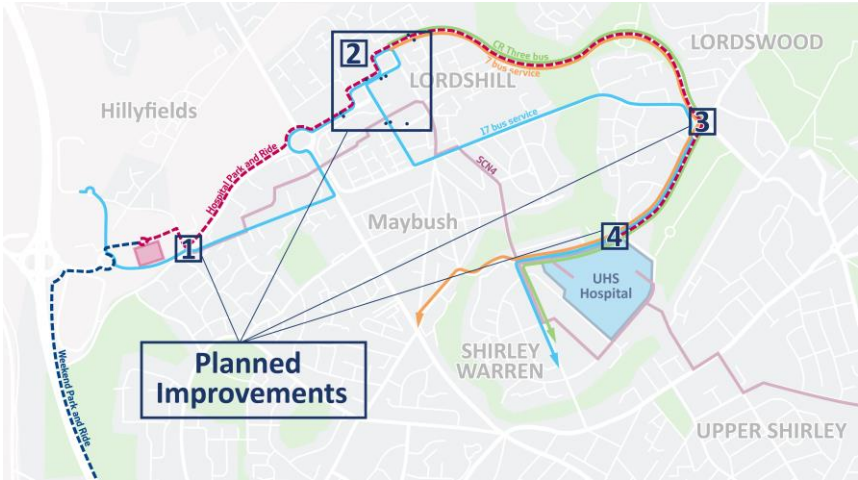 2
CR Three bus
7 bus service
LORDSWOOD
LORDSHILL
Hillyfields
17 bus service
3
Hospital Park and Ride
SCN4
Maybush
1
4
UHS
Hospital
Weekend Park and Ride
Planned
Improvements
SHIRLEY
WARREN
UPPER SHIRLEY